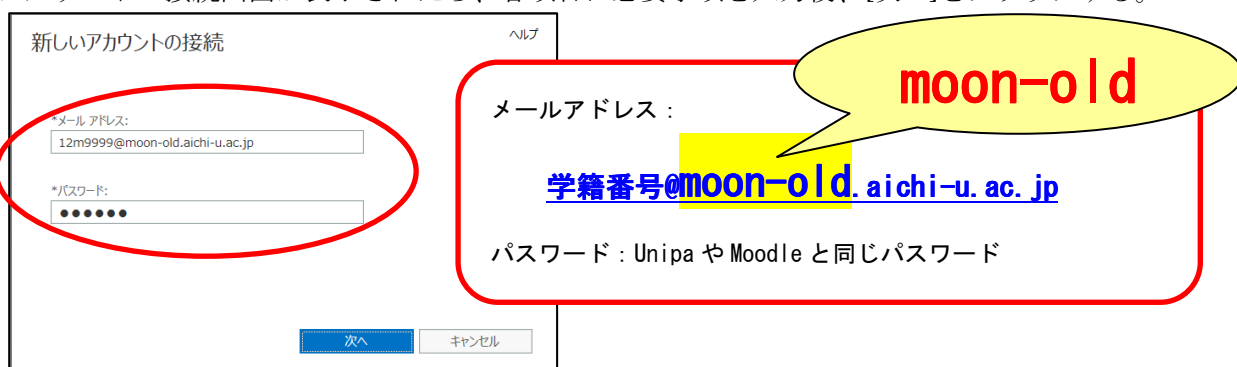 新しいアカウントの接続
ヘルプ
*メール アドレス:
12m9999@moon-old.aichi-u.ac.jp
*パスワード:
●●●●●●
次へ
キャンセル
moon-old
メールアドレス：
学籍番号@moon-old.aichi-u.ac.jp
パスワード：Unipa や Moodle と同じパスワード